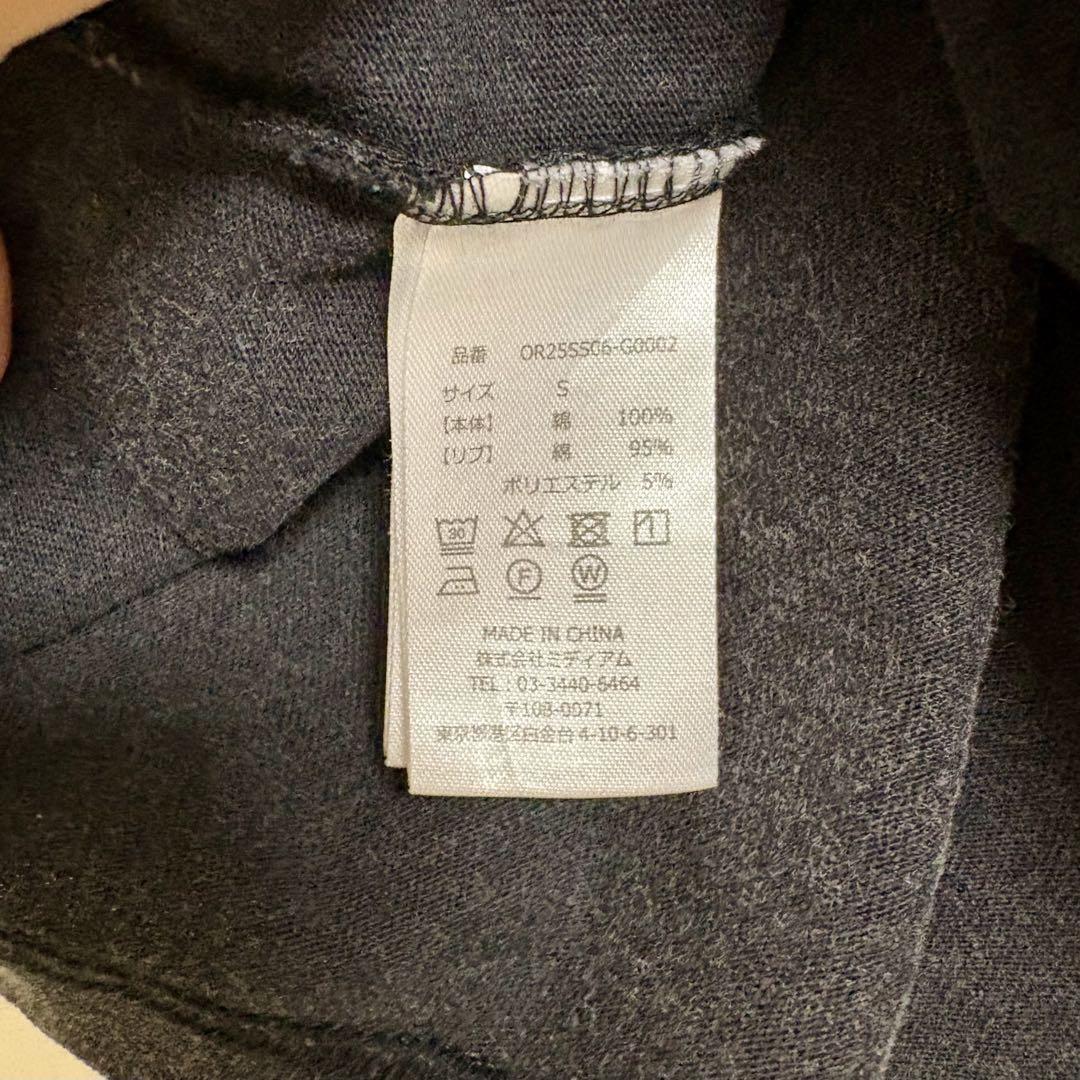 品番 OR25SS06-G0002
サイズ S
【本体】 綿 100%
【リブ】 綿 95%
ポリエステル 5%
30
F W
MADE IN CHINA
株式会社ミディアム
TEL : 03-3440-6464
〒108-0071
東京都港区白金台4-10-6-301